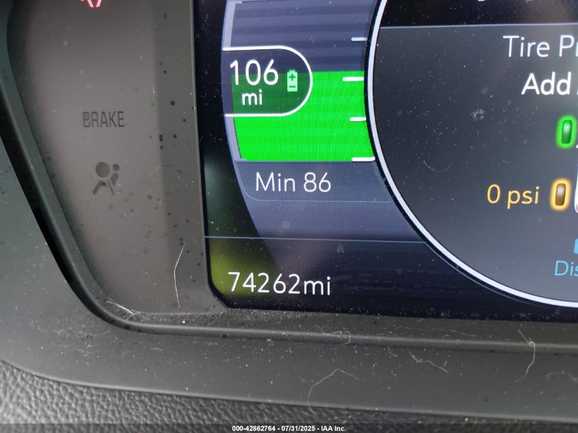 106
mi
BRAKE
Min 86
74262mi
Tire
Add
0 psi
000-42862764 / 07/31/2025 - IAA Inc.